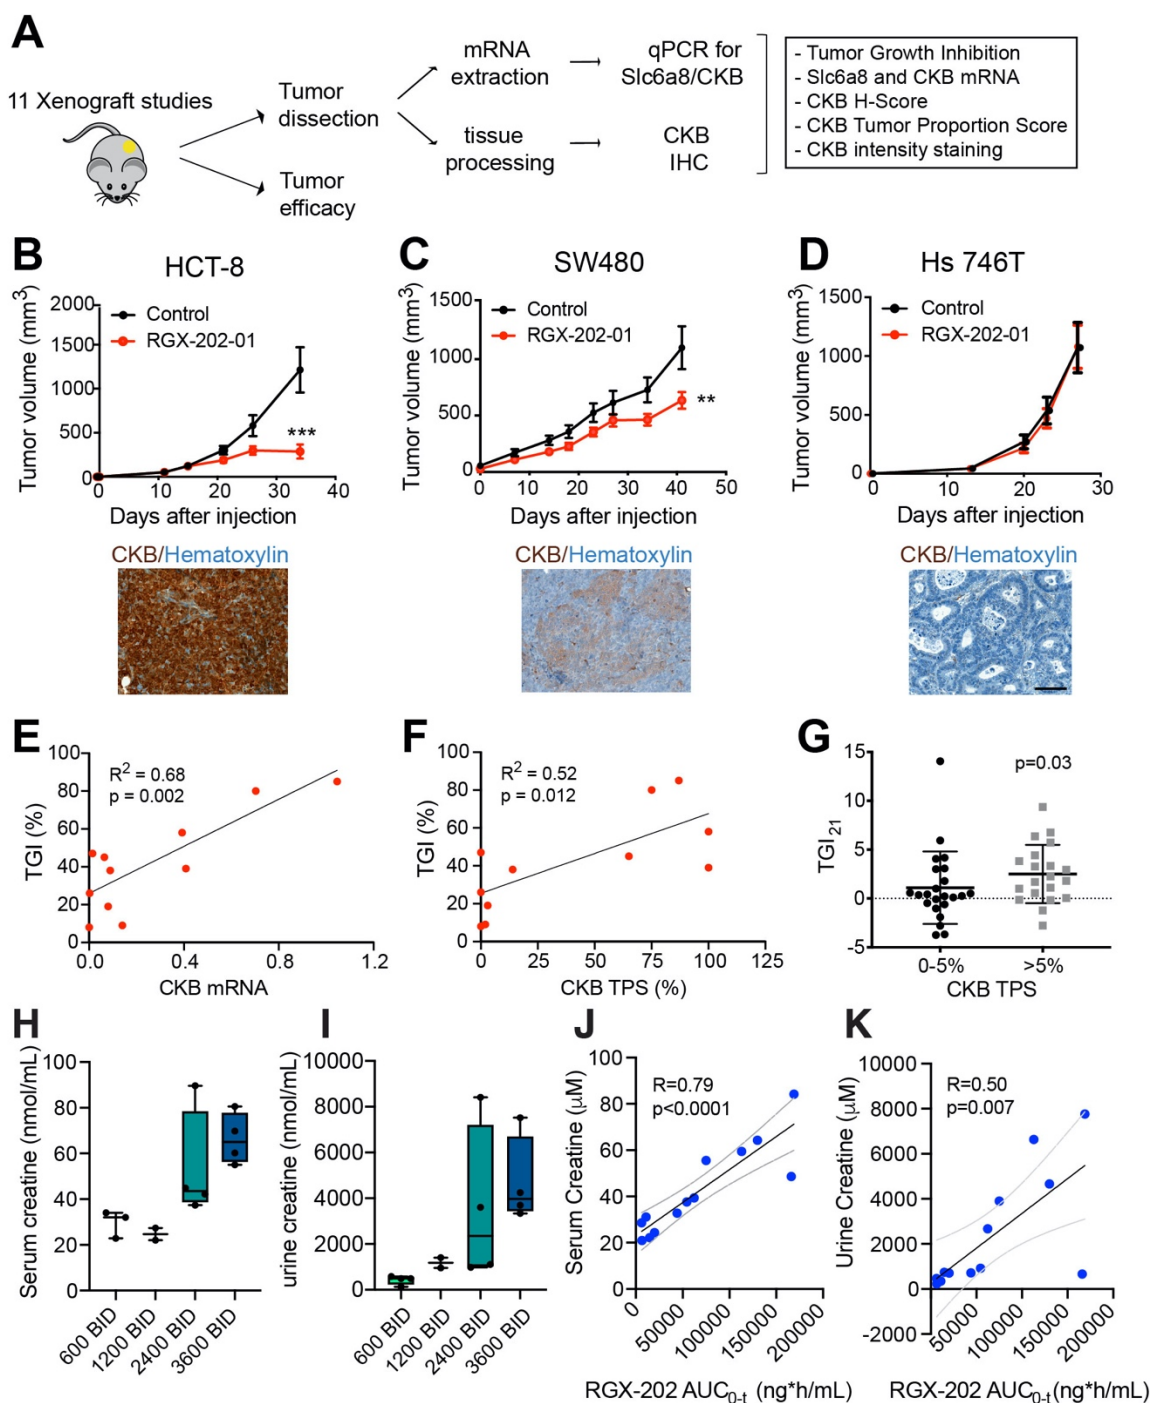 A
11 Xenograft studies
Tumor
dissection
Tumor
efficacy
mRNA
extraction
tissue
processing
qPCR for
Slc6a8/CKB
CKB
IHC
- Tumor Growth Inhibition
- Slc6a8 and CKB mRNA
- CKB H-Score
- CKB Tumor Proportion Score
- CKB intensity staining
B
HCT-8
Tumor volume (mm³)
2000
1500
1000
500
0
Control
RGX-202-01
***
0 10 20 30 40
Days after injection
CKB/Hematoxylin
C
SW480
Tumor volume (mm³)
1500
1000
500
0
Control
RGX-202-01
**
0 10 20 30 40 50
Days after injection
CKB/Hematoxylin
D
Hs 746T
Tumor volume (mm³)
1500
1000
500
0
Control
RGX-202-01
0 10 20 30
Days after injection
CKB/Hematoxylin
E
TGI (%)
100
80
60
40
20
0
R² = 0.68
p = 0.002
0.0 0.4 0.8 1.2
CKB mRNA
F
TGI (%)
100
80
60
40
20
0
R² = 0.52
p = 0.012
0 25 50 75 100 125
CKB TPS (%)
G
TGI₂₁
15
10
5
0
-5
p=0.03
0-5% >5%
CKB TPS
H
Serum creatine (nmol/mL)
100
80
60
40
20
0
600 BID
1200 BID
2400 BID
3600 BID
I
urine creatine (nmol/mL)
10000
8000
6000
4000
2000
0
600 BID
1200 BID
2400 BID
3600 BID
J
Serum Creatine (µM)
100
80
60
40
20
0
R=0.79
p<0.0001
0
50000
100000
150000
200000
RGX-202 AUC₀₋ₜ (ng*h/mL)
K
Urine Creatine (µM)
10000
8000
6000
4000
2000
0
-2000
R=0.50
p=0.007
50000
100000
150000
200000
RGX-202 AUC₀₋ₜ(ng*h/mL)